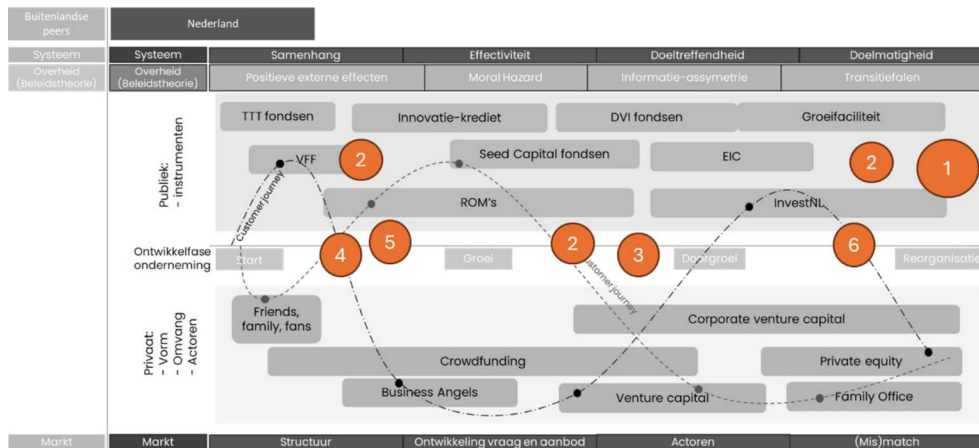 Buitenlandse
peers
Nederland
Systeem
Systeem
Samenhang
Effectiviteit
Doeltreffendheid
Doelmatigheid
Overheid
(Beleidstheorie)
Overheid
(Beleidstheorie)
Positieve externe effecten
Moral Hazard
Informatie-assymetrie
Transitiefalen
Publiek:
- instrumenten
TTT fondsen
Innovatie-krediet
DVI fondsen
Groeifaciliteit
VFF
2
Seed Capital fondsen
EIC
2
1
Customer journey
ROM's
InvestNL
Ontwikkelfase
onderneming
Start
4
5
Groei
2
3
Doorgroei
6
Reorganisatie
Customer journey
Privaat:
- Vorm
- Omvang
- Actoren
Friends,
family, fans
Corporate venture capital
Crowdfunding
Private equity
Business Angels
Venture capital
Family Office
Markt
Markt
Structuur
Ontwikkeling vraag en aanbod
Actoren
(Mis)match